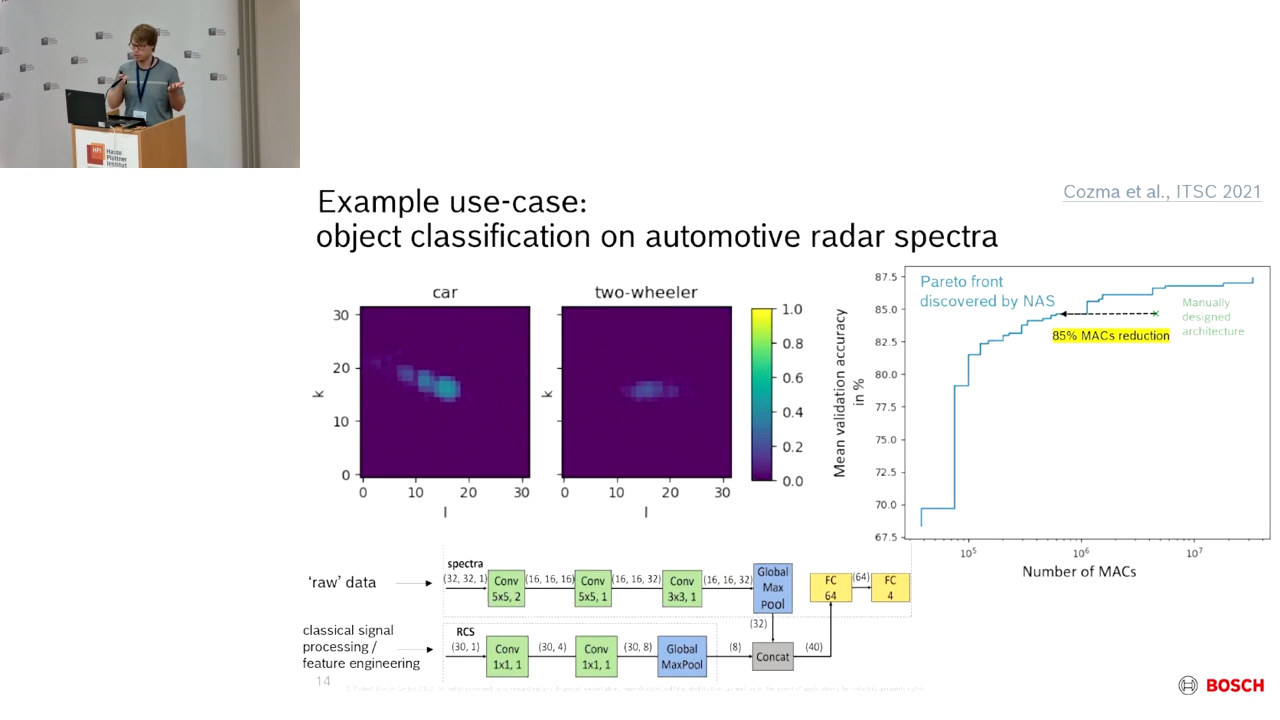 HPI
Hasso
Plattner
Institut
Cozma et al., ITSC 2021
Example use-case:
object classification on automotive radar spectra
car
two-wheeler
k
30
20
10
0
0 10 20 30
l
k
0 10 20 30
l
1.0
0.8
0.6
0.4
0.2
0.0
Mean validation accuracy
in %
87.5
85.0
82.5
80.0
77.5
75.0
72.5
70.0
67.5
Pareto front
discovered by NAS
Manually
designed
architecture
85% MACs reduction
10⁵ 10⁶ 10⁷
Number of MACs
'raw' data
spectra
(32, 32, 1)
Conv
5x5, 2
(16, 16, 16)
Conv
5x5, 1
(16, 16, 32)
Conv
3x3, 1
(16, 16, 32)
Global
Max
Pool
(32)
FC
64
(64)
FC
4
classical signal
processing /
feature engineering
RCS
(30, 1)
Conv
1x1, 1
(30, 4)
Conv
1x1, 1
(30, 8)
Global
MaxPool
(8)
Concat
(40)
14
BOSCH